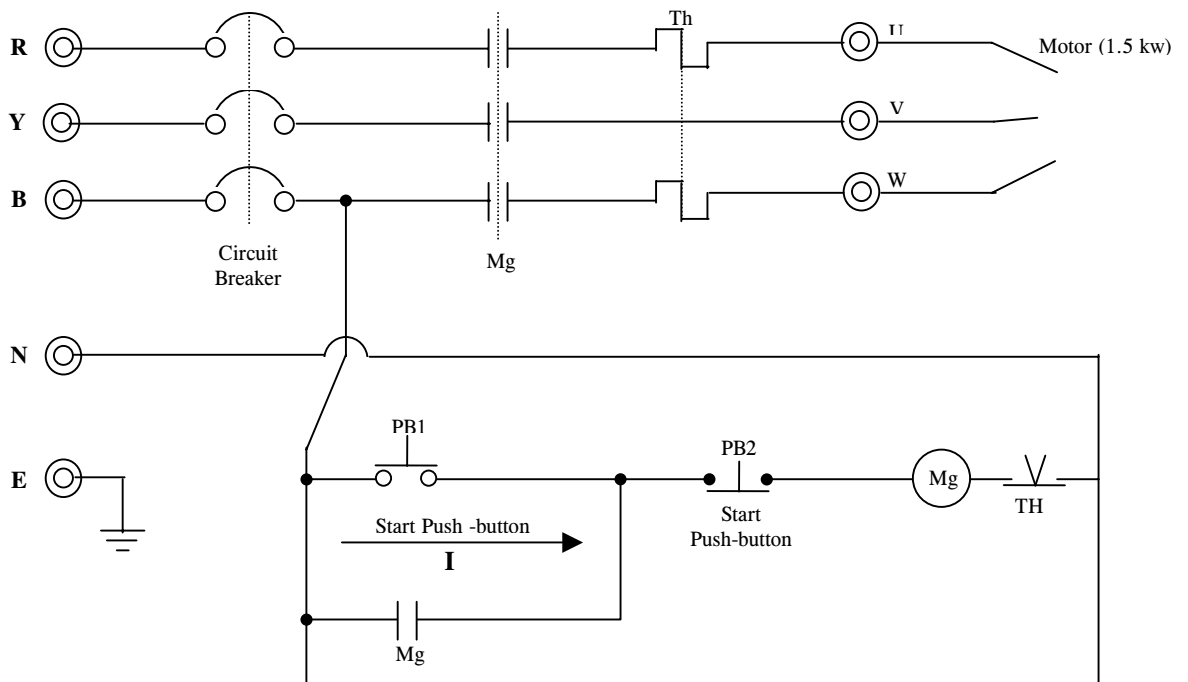 Th
R
U
Motor (1.5 kw)
Y
V
B
W
Circuit
Breaker
Mg
N
PB1
PB2
E
Mg
TH
Start Push -button
Start
Push-button
I
Mg